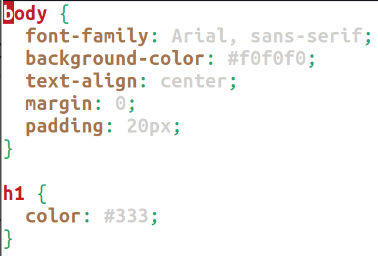 body {
  font-family: Arial, sans-serif;
  background-color: #f0f0f0;
  text-align: center;
  margin: 0;
  padding: 20px;
}

h1 {
  color: #333;
}